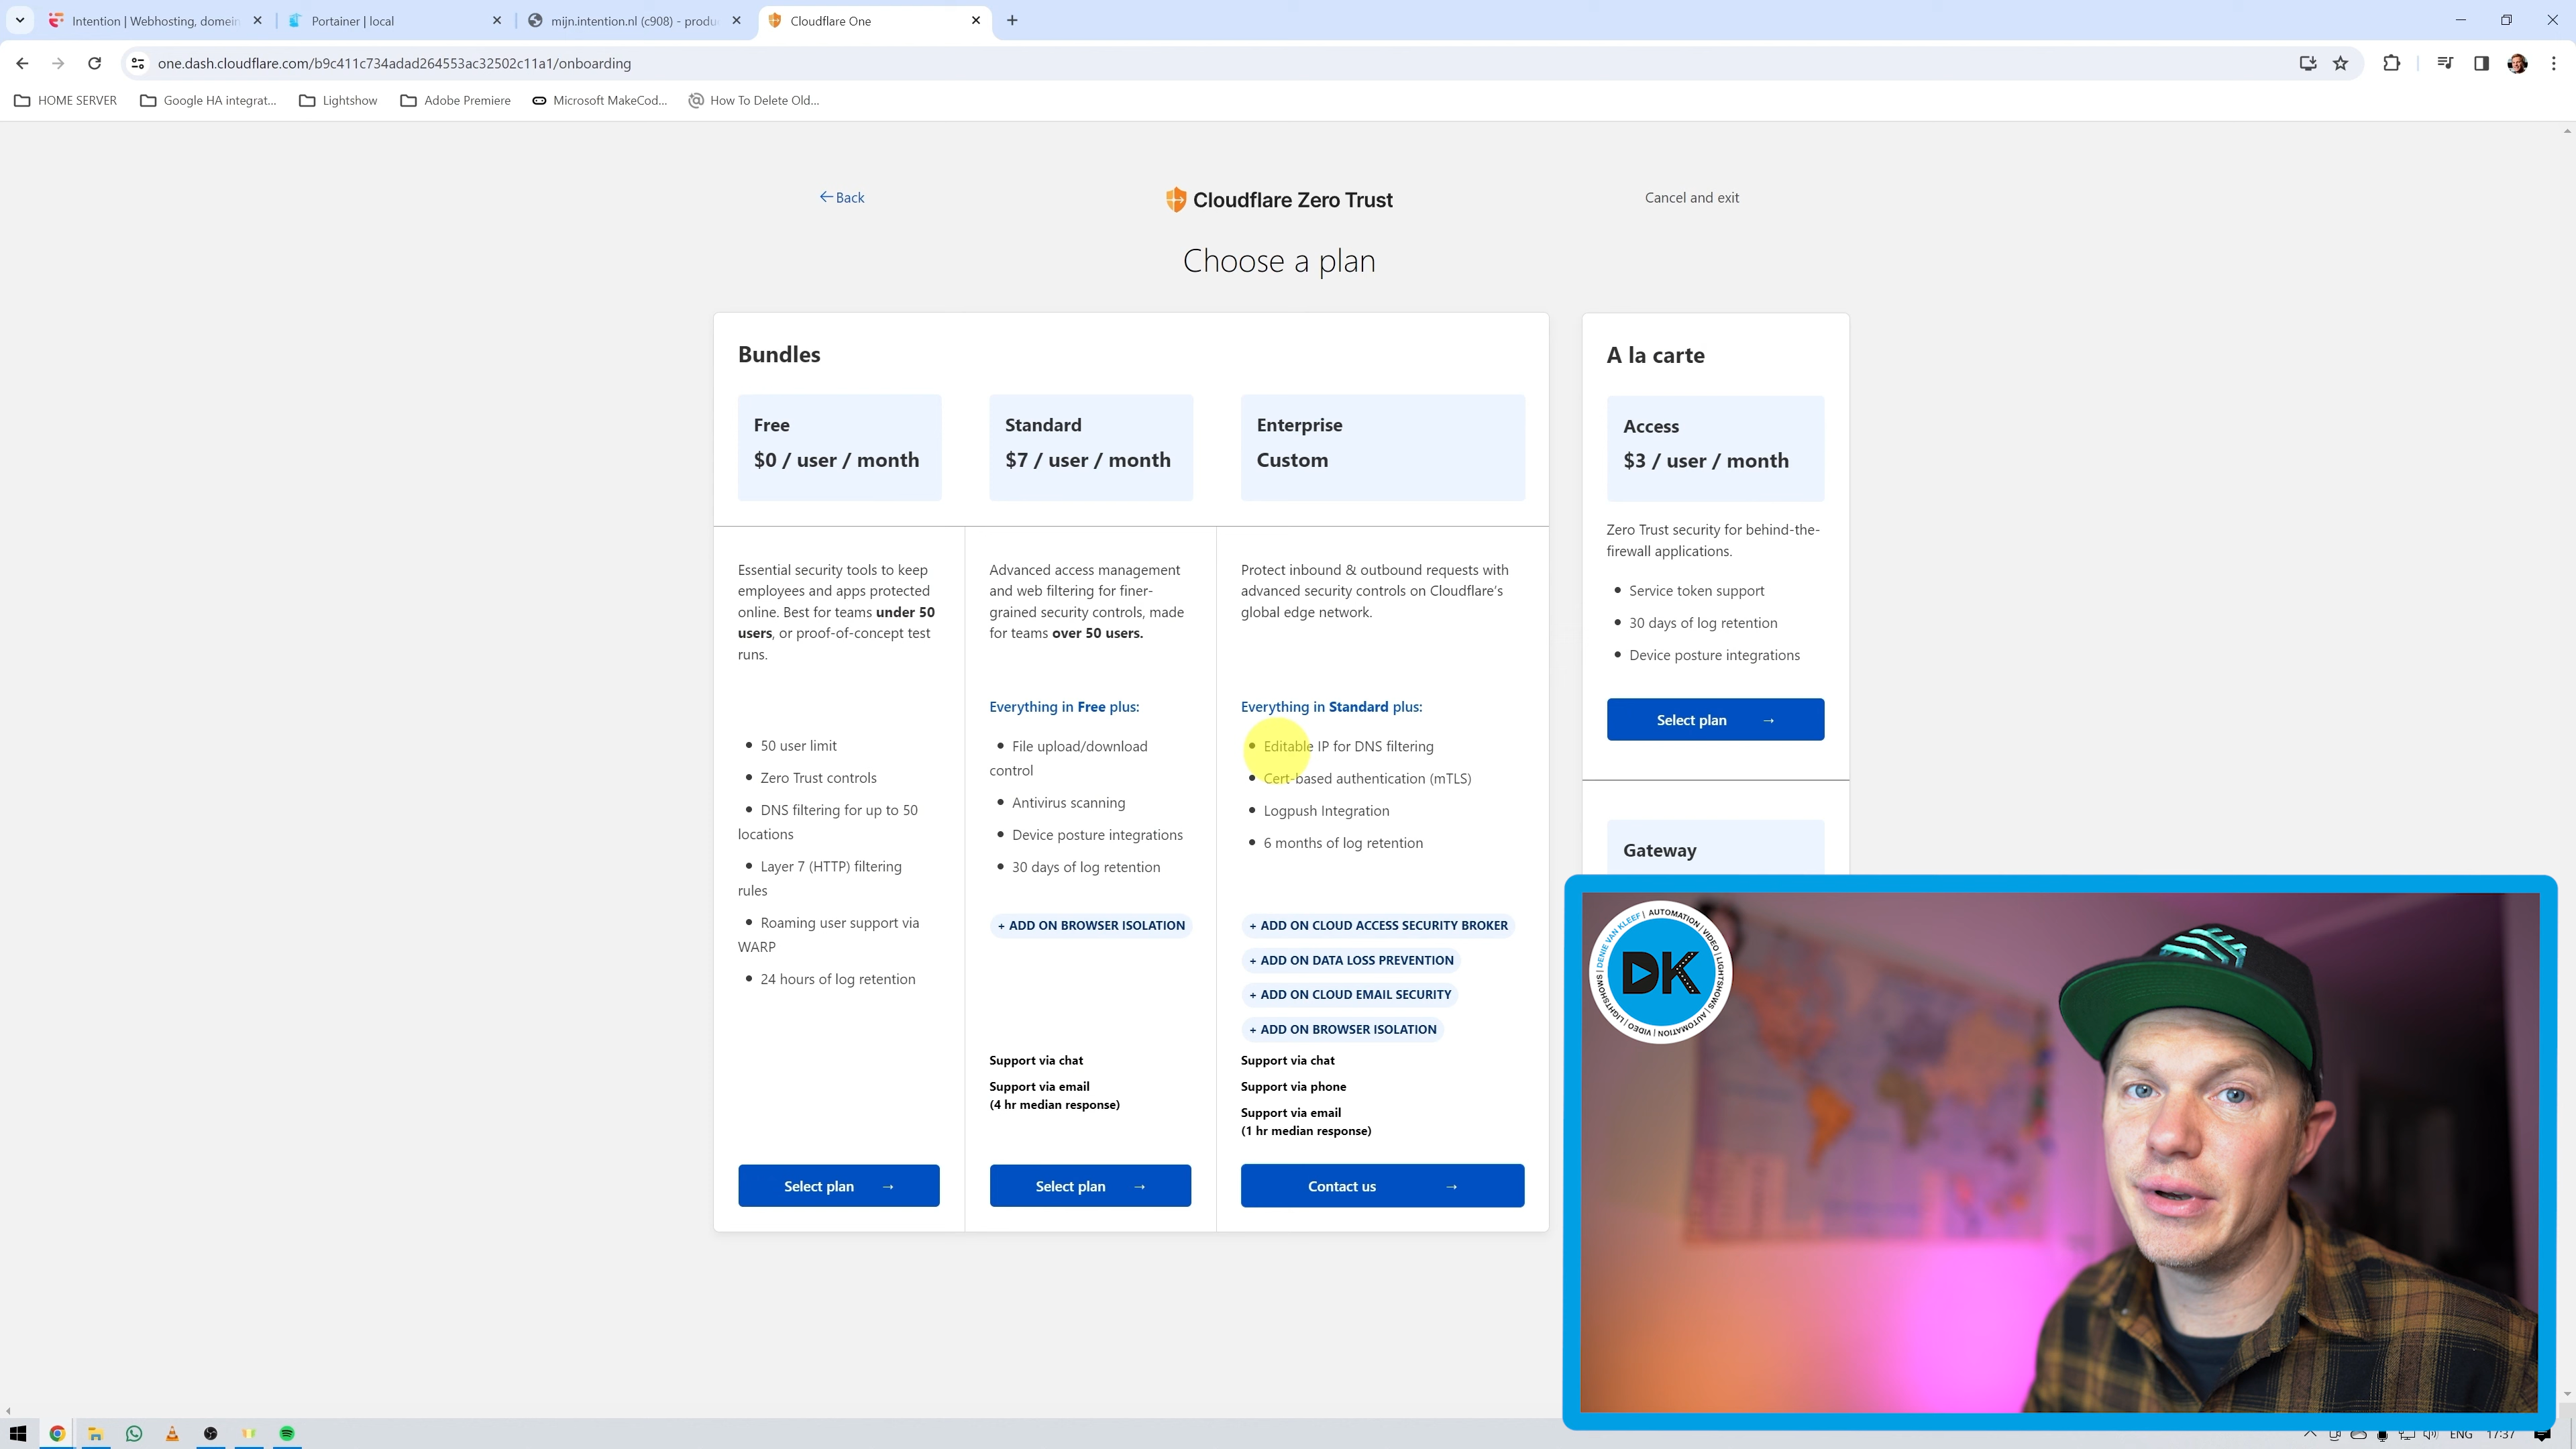 Intention | Webhosting, domein
Portainer | local
mijn.intention.nl (c908) - produ
Cloudflare One
one.dash.cloudflare.com/b9c411c734adad264553ac32502c11a1/onboarding
HOME SERVER
Google HA integrat...
Lightshow
Adobe Premiere
Microsoft MakeCod...
How To Delete Old...
←Back
Cloudflare Zero Trust
Cancel and exit
Choose a plan
Bundles
Free
$0 / user / month
Standard
$7 / user / month
Enterprise
Custom
Essential security tools to keep
employees and apps protected
online. Best for teams under 50
users, or proof-of-concept test
runs.
• 50 user limit
• Zero Trust controls
• DNS filtering for up to 50
locations
• Layer 7 (HTTP) filtering
rules
• Roaming user support via
WARP
• 24 hours of log retention
Select plan →
Advanced access management
and web filtering for finer-
grained security controls, made
for teams over 50 users.
Everything in Free plus:
• File upload/download
control
• Antivirus scanning
• Device posture integrations
• 30 days of log retention
+ ADD ON BROWSER ISOLATION
Support via chat
Support via email
(4 hr median response)
Select plan →
Protect inbound & outbound requests with
advanced security controls on Cloudflare's
global edge network.
Everything in Standard plus:
• Editable IP for DNS filtering
• Cert-based authentication (mTLS)
• Logpush Integration
• 6 months of log retention
+ ADD ON CLOUD ACCESS SECURITY BROKER
+ ADD ON DATA LOSS PREVENTION
+ ADD ON CLOUD EMAIL SECURITY
+ ADD ON BROWSER ISOLATION
Support via chat
Support via phone
Support via email
(1 hr median response)
Contact us →
A la carte
Access
$3 / user / month
Zero Trust security for behind-the-
firewall applications.
• Service token support
• 30 days of log retention
• Device posture integrations
Select plan →
Gateway
DENIE VAN KLEEF | AUTOMATION | VIDEO | LIGHTSHOWS | AUTOMATION | VIDEO | LIGHTSHOWS |
DK
ENG
17:37